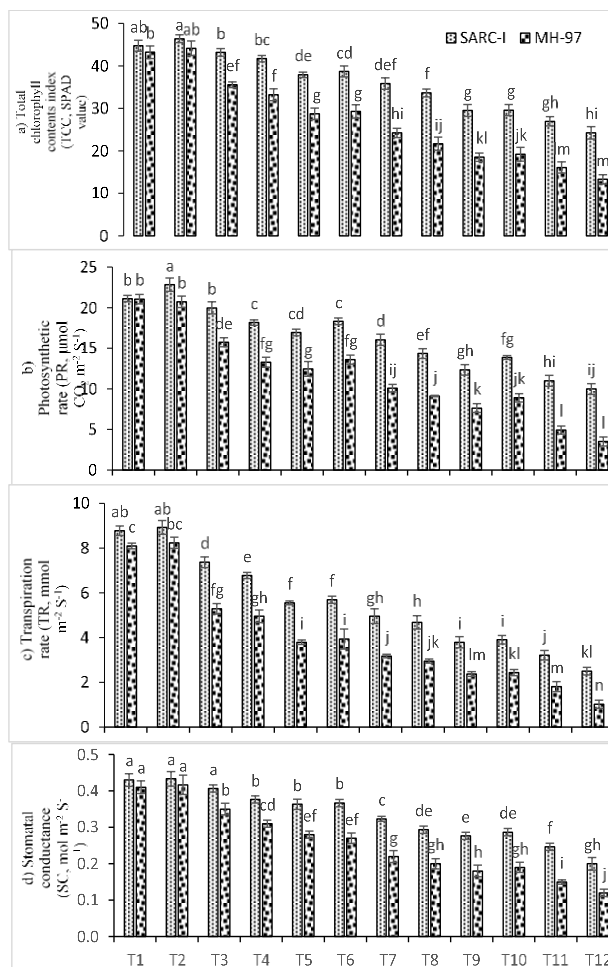 SARC-I MH-97
a) Total
chlorophyll
contents index
(TCC, SPAD
value)
50
40
30
20
10
0
ab b a ab b ef bc f de g cd g def hi f ij g kl g jk gh m hi m
b)
Photosynthetic
rate (PR, µmol
CO₂ m⁻² S⁻¹)
25
20
15
10
5
0
b b a b b de c fg cd g c fg d ij ef j gh k fg jk hi l ij l
c) Transpiration
rate (TR, mmol
m⁻² S⁻¹)
10
8
6
4
2
0
ab c ab bc d fg e gh f i f i gh j h jk i lm i kl j m kl n
d) Stomatal
conductance
(SC, mol m⁻² S⁻
¹)
0.5
0.4
0.3
0.2
0.1
0.0
a a a a a b b cd b ef b ef c g de gh e h de gh f i gh j
T1 T2 T3 T4 T5 T6 T7 T8 T9 T10 T11 T12